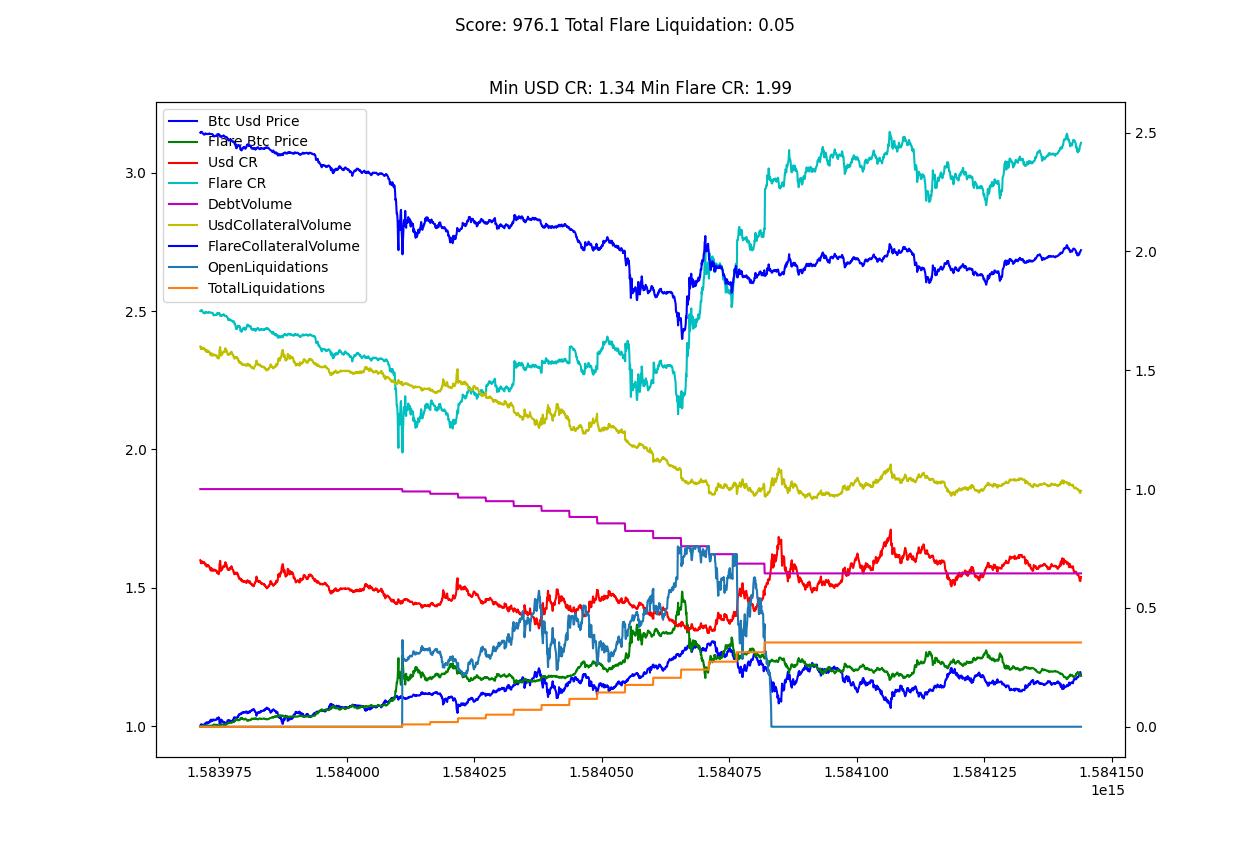 Score: 976.1 Total Flare Liquidation: 0.05
Min USD CR: 1.34 Min Flare CR: 1.99
Btc Usd Price
Flare Btc Price
Usd CR
Flare CR
DebtVolume
UsdCollateralVolume
FlareCollateralVolume
OpenLiquidations
TotalLiquidations
3.0
2.5
2.0
1.5
1.0
2.5
2.0
1.5
1.0
0.5
0.0
1.583975 1.584000 1.584025 1.584050 1.584075 1.584100 1.584125 1.584150
1e15